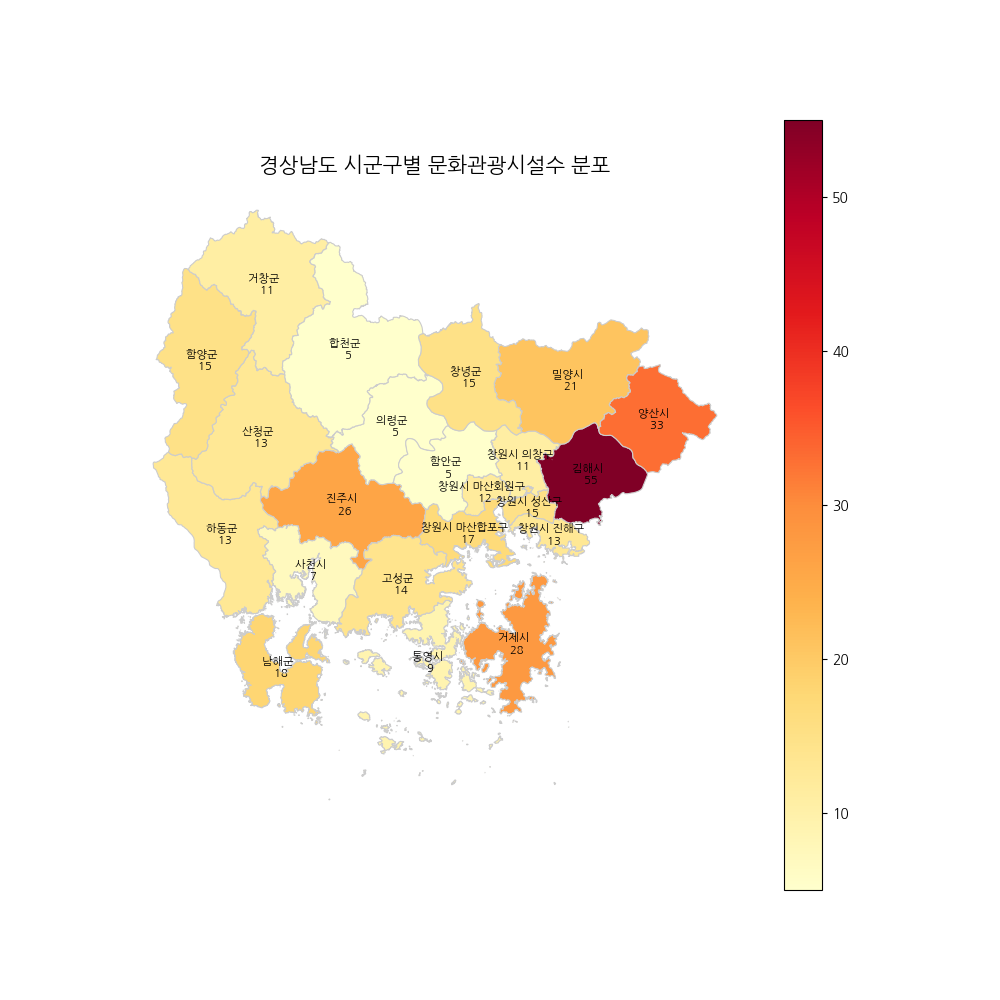 경상남도 시군구별 문화관광시설수 분포
거창군
11
함양군
15
합천군
5
창녕군
15
밀양시
21
양산시
33
산청군
13
의령군
5
함안군
5
창원시 의창구
11
김해시
55
창원시 마산회원구
12
창원시 성산구
15
진주시
26
하동군
13
창원시 마산합포구
17
창원시 진해구
13
사천시
7
고성군
14
거제시
28
통영시
9
남해군
18
50
40
30
20
10